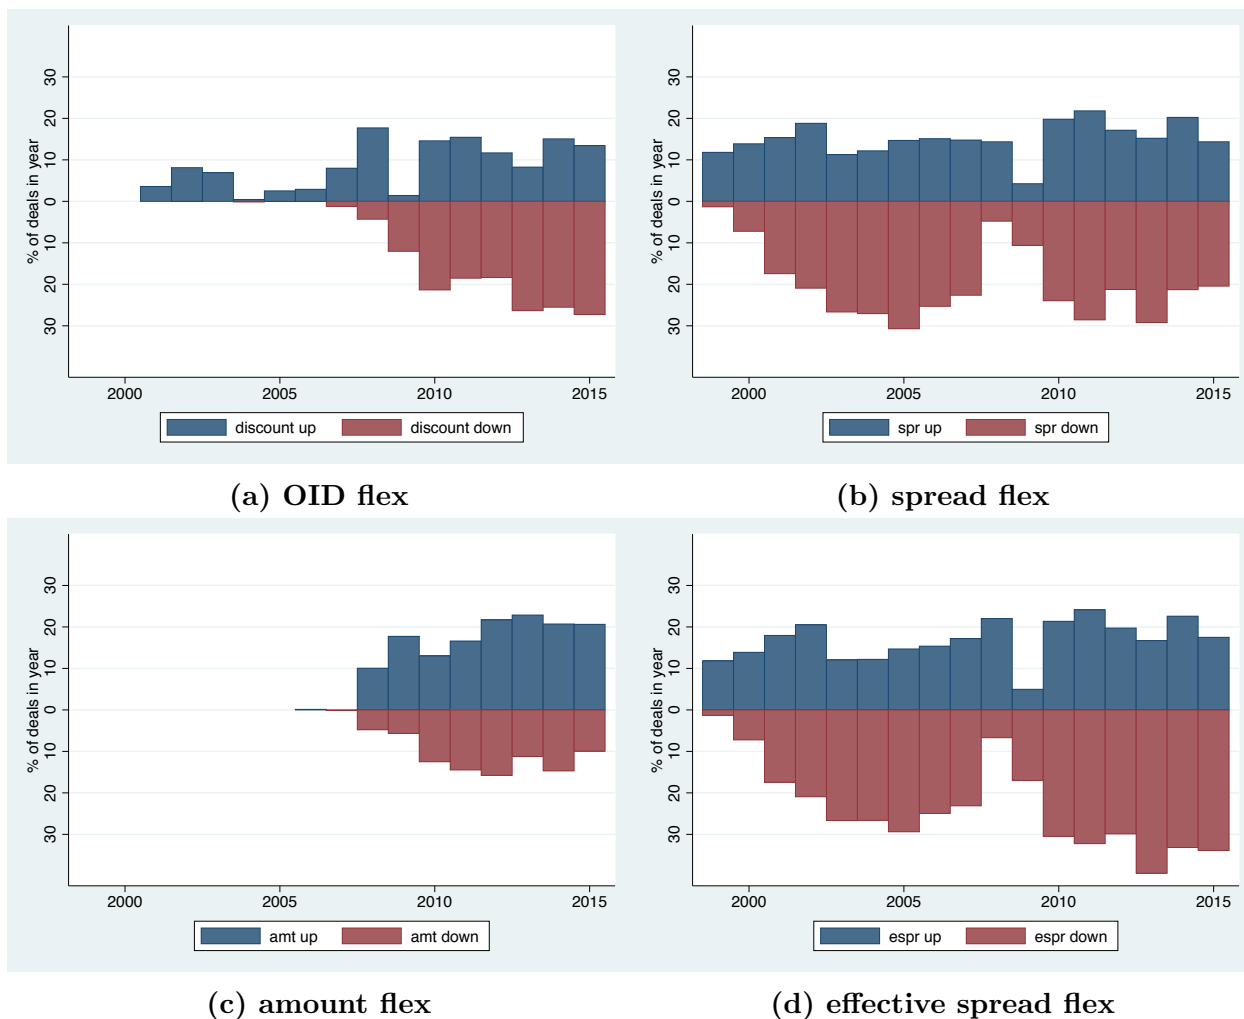 % of deals in year
30
20
10
0
10
20
30
2000
2005
2010
2015
discount up
discount down
(a) OID flex
% of deals in year
30
20
10
0
10
20
30
2000
2005
2010
2015
spr up
spr down
(b) spread flex
% of deals in year
30
20
10
0
10
20
30
2000
2005
2010
2015
amt up
amt down
(c) amount flex
% of deals in year
30
20
10
0
10
20
30
2000
2005
2010
2015
espr up
espr down
(d) effective spread flex